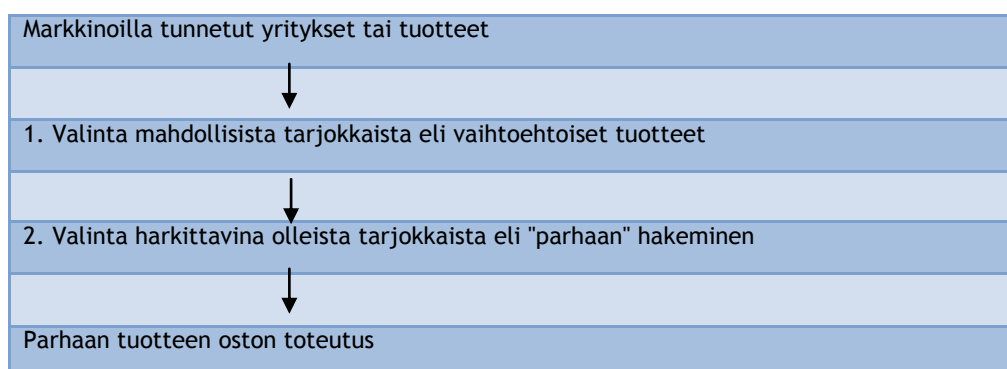 Markkinoilla tunnetut yritykset tai tuotteet
1. Valinta mahdollisista tarjokkaista eli vaihtoehtoiset tuotteet
2. Valinta harkittavina olleista tarjokkaista eli "parhaan" hakeminen
Parhaan tuotteen oston toteutus